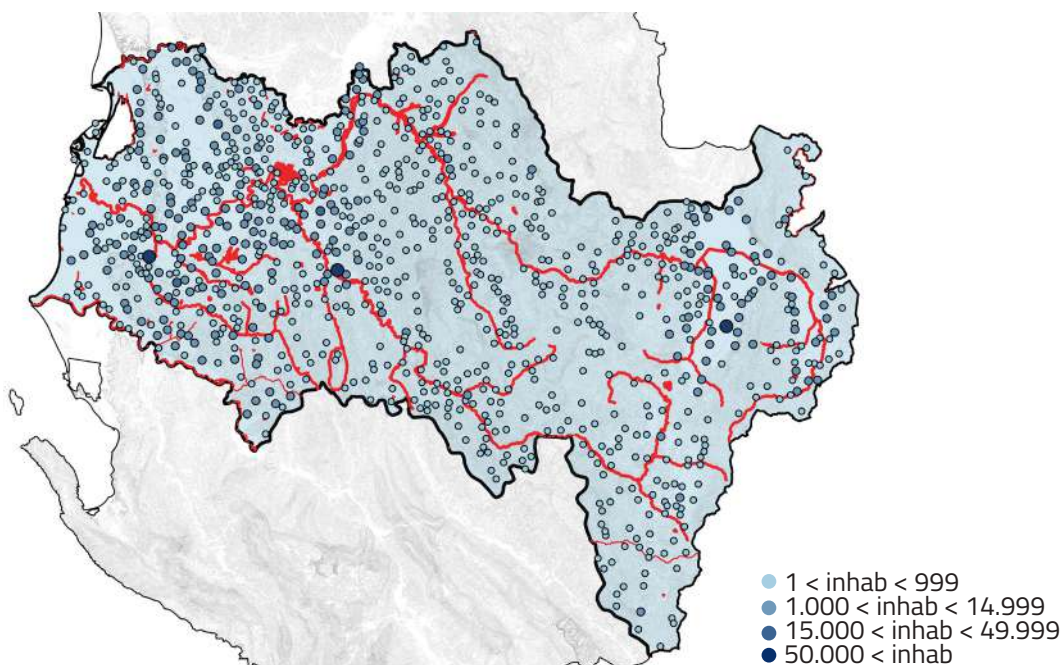 1 < inhab < 999
1.000 < inhab < 14.999
15.000 < inhab < 49.999
50.000 < inhab